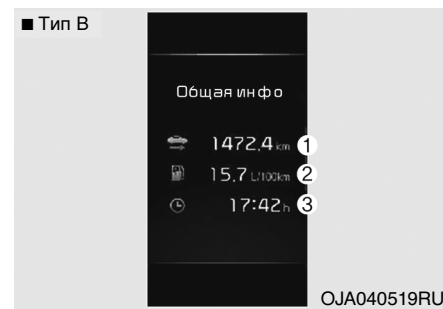 ■ Тип B
Общая инфо
1472,4 km ①
15,7 L/100km ②
17:42 h ③
OJA040519RU